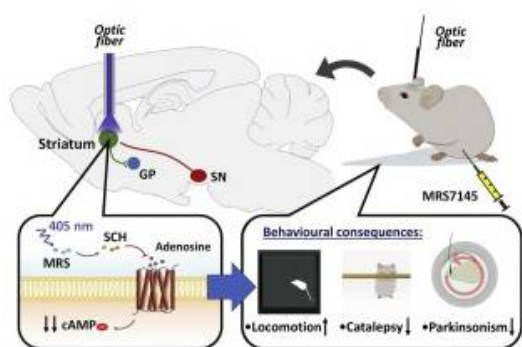 Optic
fiber
Optic
fiber
Striatum
GP
SN
MRS7145
405 nm
SCH
MRS
Adenosine
↓↓ cAMP
Behavioural consequences:
•Locomotion↑ •Catalepsy↓ •Parkinsonism↓